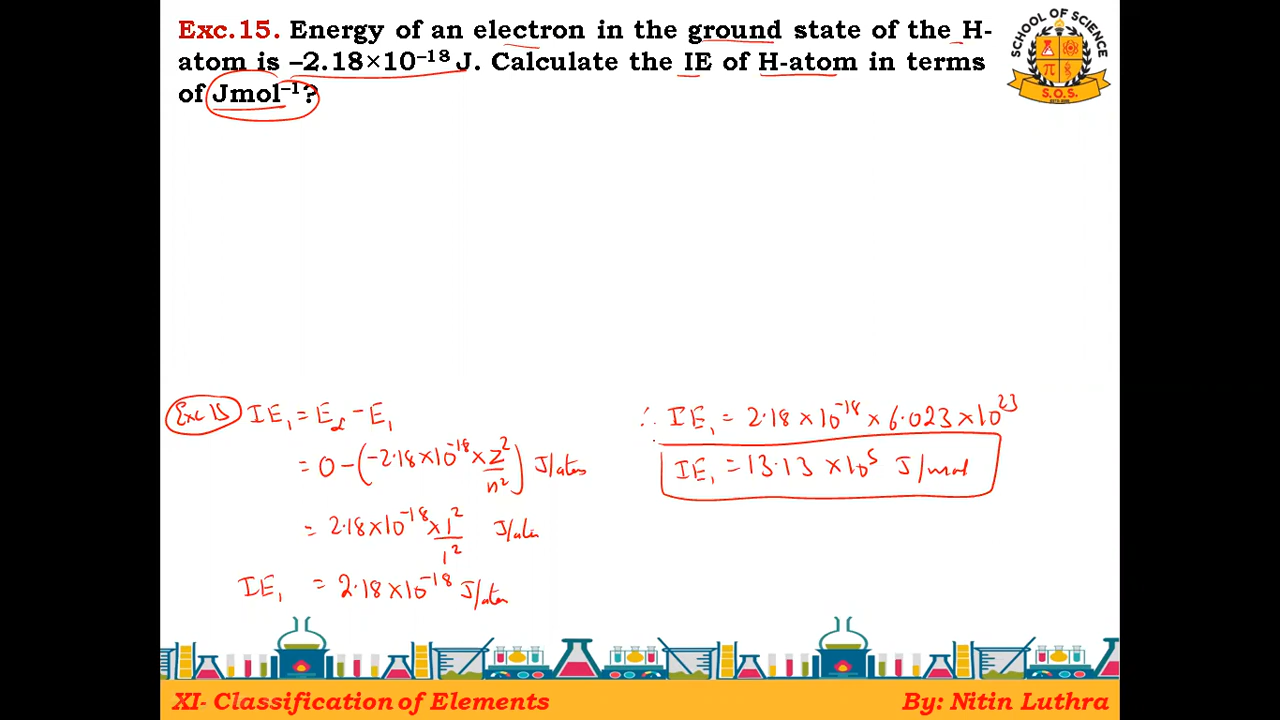 Exc.15. Energy of an electron in the ground state of the H-
atom is –2.18×10⁻¹⁸ J. Calculate the IE of H-atom in terms
of Jmol⁻¹?
SCHOOL OF SCIENCE
S.O.S.
Exc 15 IE₁ = E_α - E₁
= 0 - (-2.18×10⁻¹⁸ × z²/n²) J/atom
= 2.18×10⁻¹⁸ × 1²/1² J/atom
IE₁ = 2.18×10⁻¹⁸ J/atom
∴ IE₁ = 2.18 × 10⁻¹⁸ × 6.023 × 10²³
IE₁ = 13.13 × 10⁵ J/mol
XI- Classification of Elements
By: Nitin Luthra